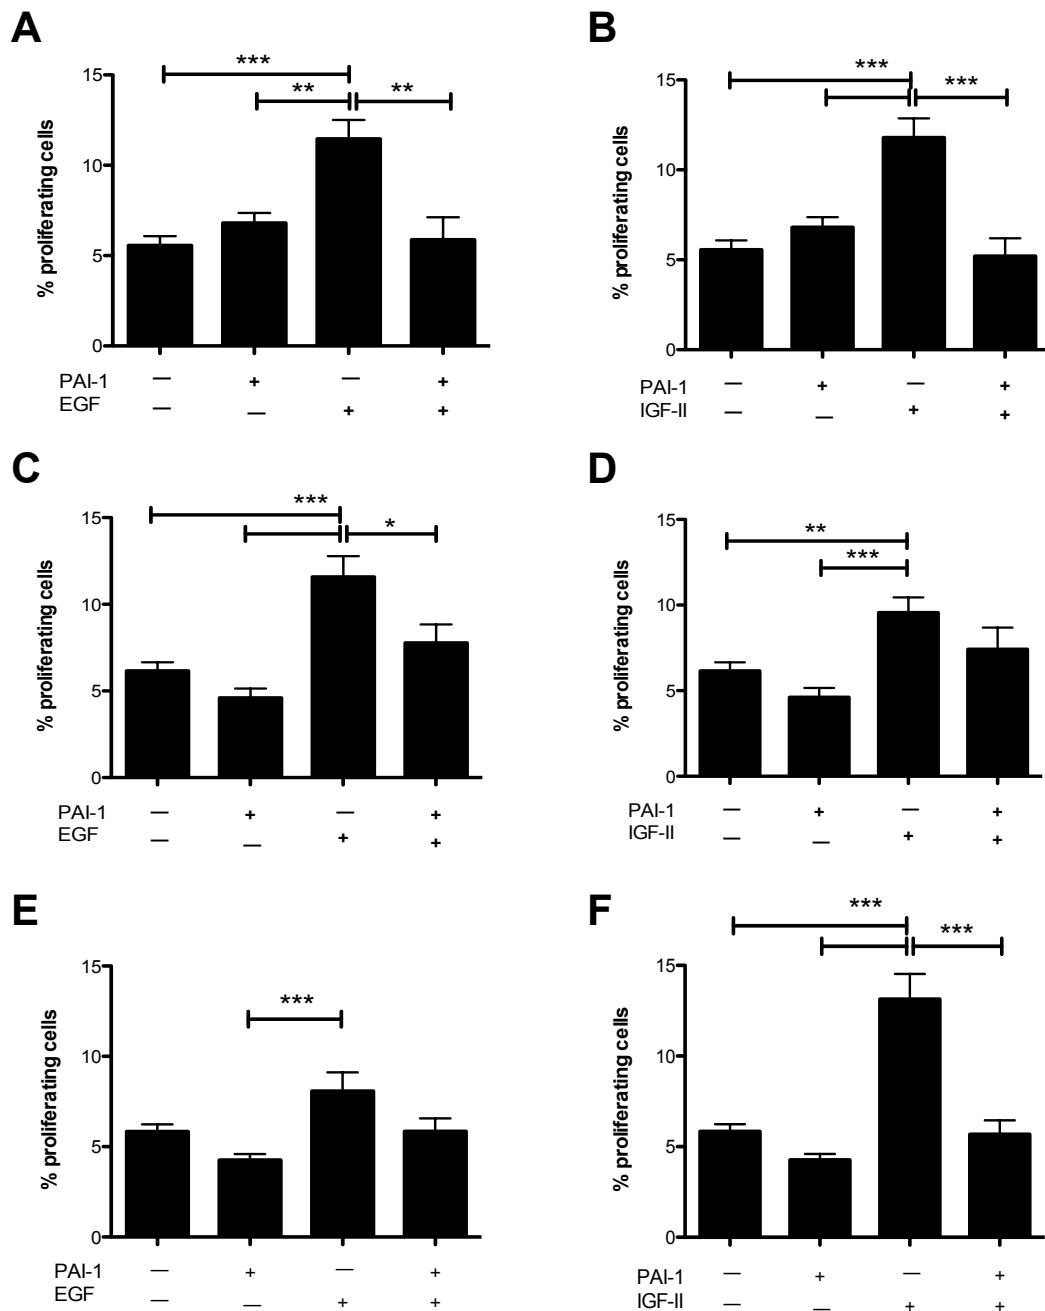 A
***
** **
15
10
5
0
% proliferating cells
PAI-1 — + — +
EGF — — + +
B
***
***
15
10
5
0
% proliferating cells
PAI-1 — + — +
IGF-II — — + +
C
***
*
15
10
5
0
% proliferating cells
PAI-1 — + — +
EGF — — + +
D
**
***
15
10
5
0
% proliferating cells
PAI-1 — + — +
IGF-II — — + +
E
***
15
10
5
0
% proliferating cells
PAI-1 — + — +
EGF — — + +
F
***
***
15
10
5
0
% proliferating cells
PAI-1 — + — +
IGF-II — — + +